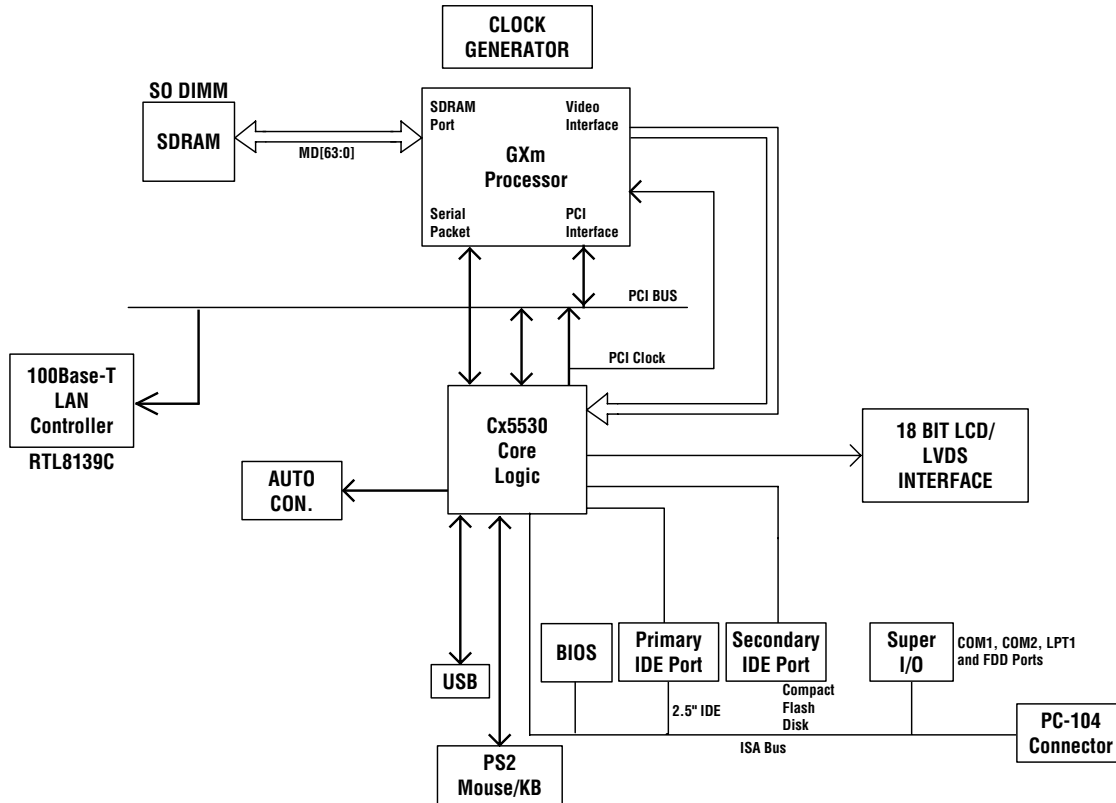 CLOCK
GENERATOR
SO DIMM
SDRAM
MD[63:0]
SDRAM
Port
Video
Interface
GXm
Processor
Serial
Packet
PCI
Interface
PCI BUS
PCI Clock
100Base-T
LAN
Controller
RTL8139C
Cx5530
Core
Logic
18 BIT LCD/
LVDS
INTERFACE
AUTO
CON.
USB
PS2
Mouse/KB
BIOS
Primary
IDE Port
2.5" IDE
Secondary
IDE Port
Compact
Flash
Disk
Super
I/O
COM1, COM2, LPT1
and FDD Ports
ISA Bus
PC-104
Connector